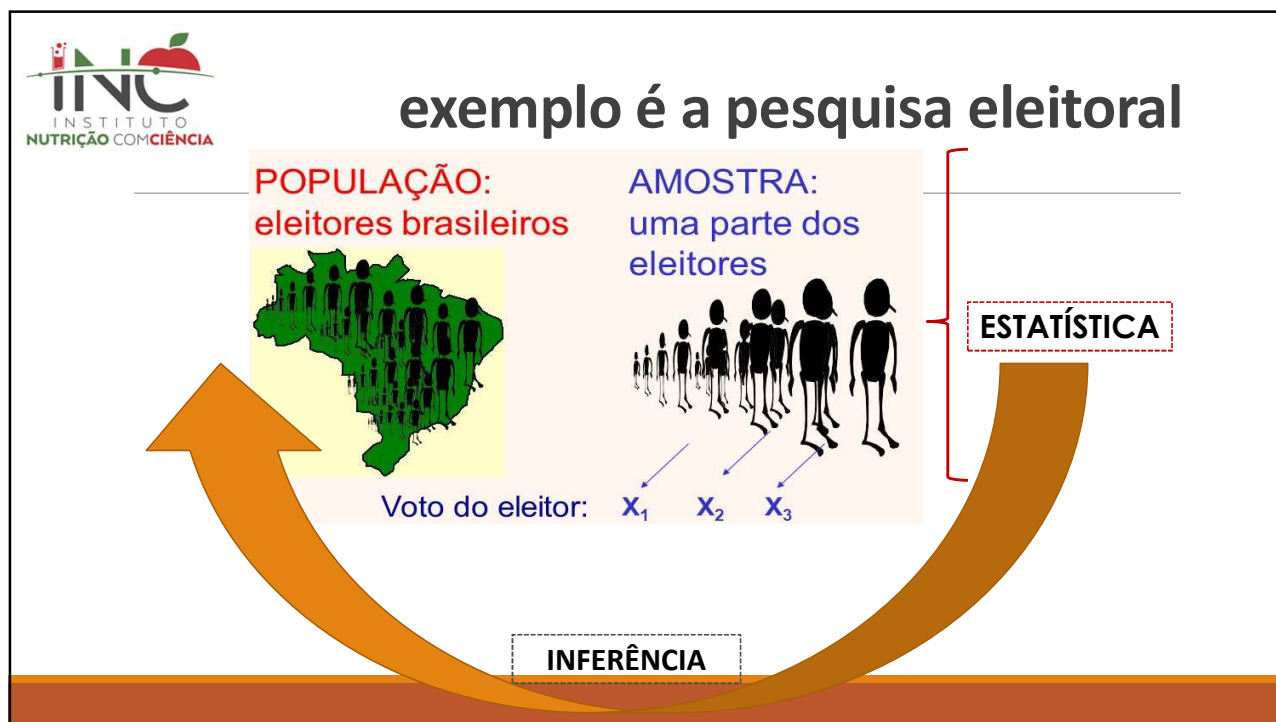 INC
INSTITUTO
NUTRIÇÃO COMCIÊNCIA
exemplo é a pesquisa eleitoral
POPULAÇÃO:
eleitores brasileiros
AMOSTRA:
uma parte dos
eleitores
ESTATÍSTICA
Voto do eleitor: X₁ X₂ X₃
INFERÊNCIA